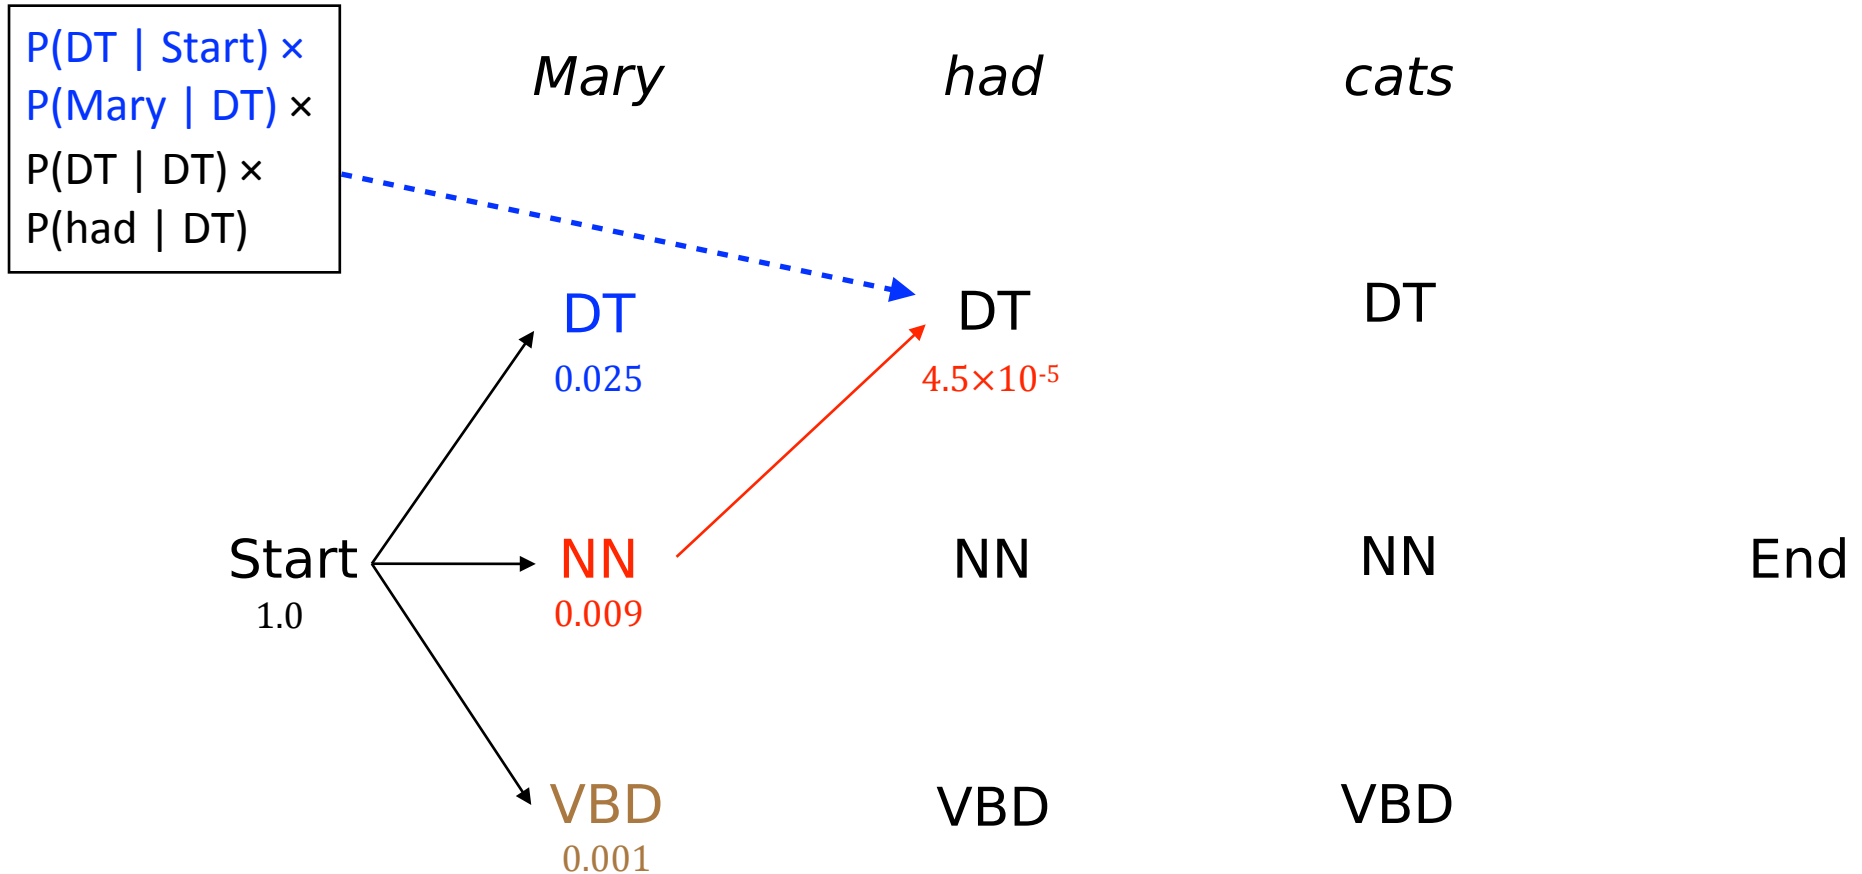 P(DT | Start) ×
P(Mary | DT) ×
P(DT | DT) ×
P(had | DT)
Mary had cats
DT DT DT
0.025 4.5×10⁻⁵
Start NN NN NN End
1.0 0.009
VBD VBD VBD
0.001